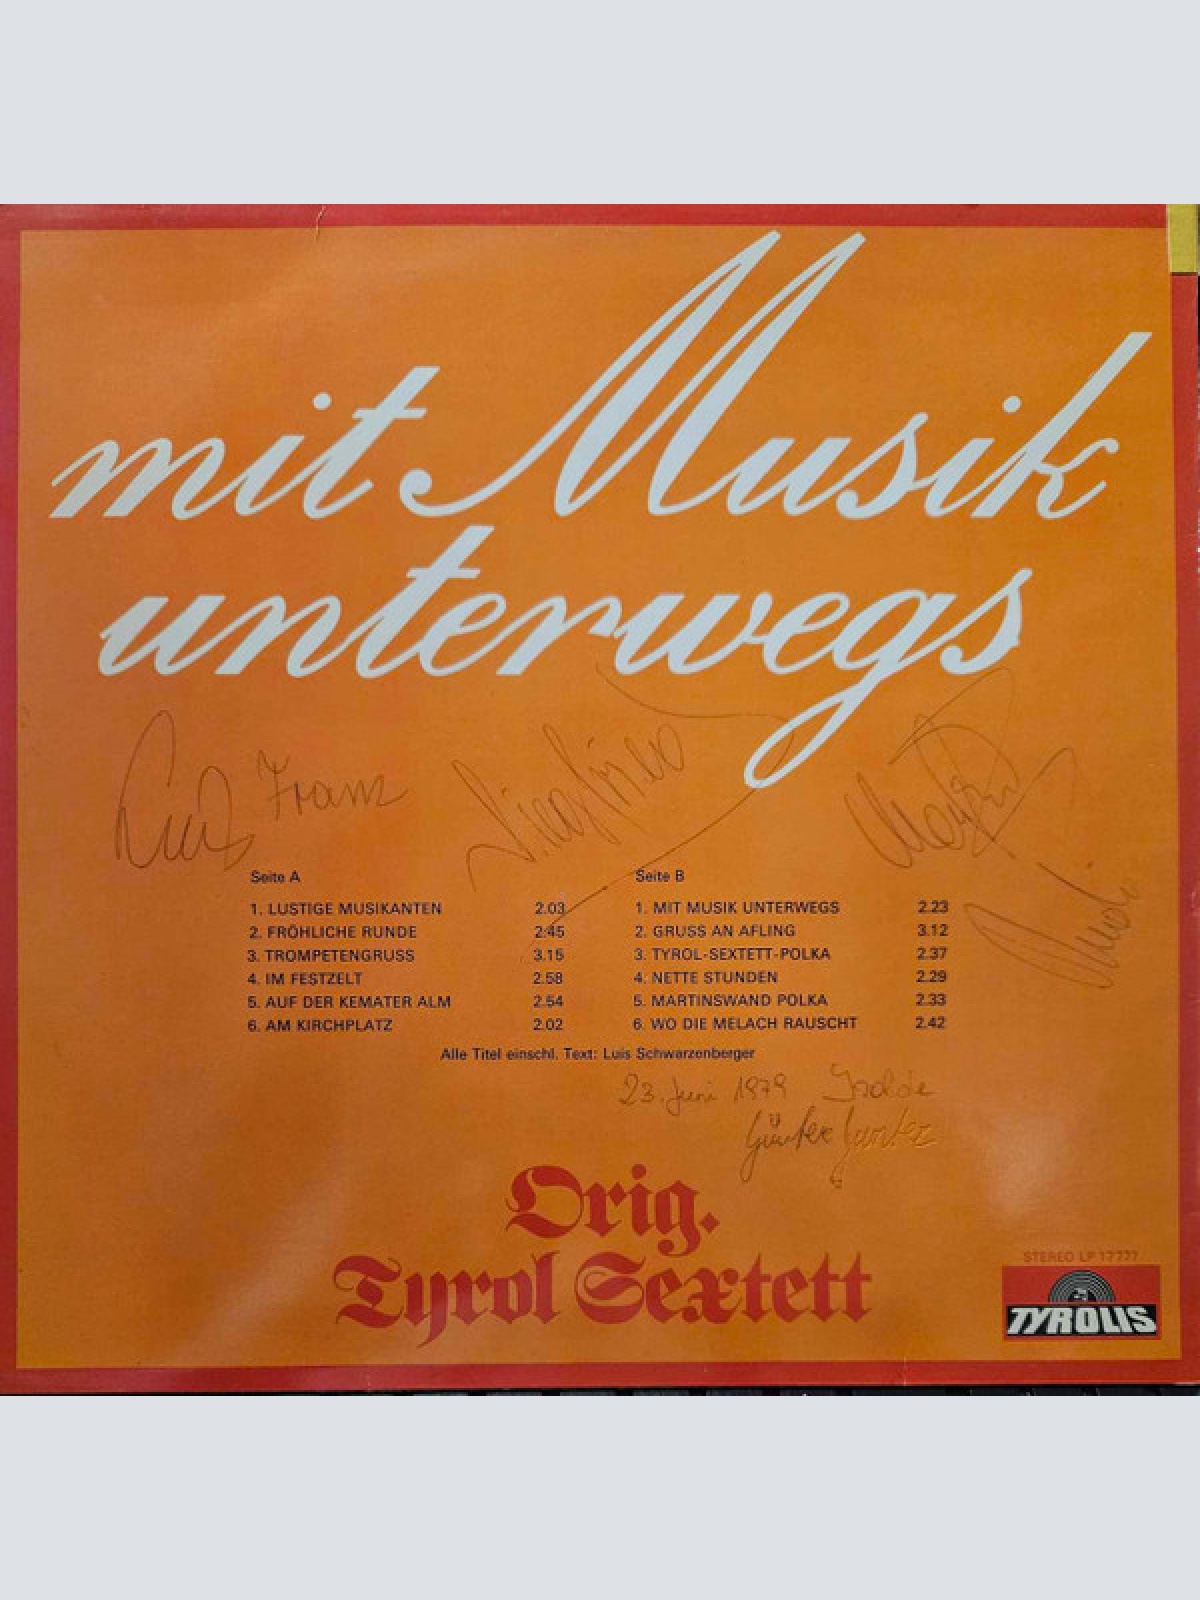 mit Musik
unterwegs
Luis Franz Siegfried
Seite A
1. LUSTIGE MUSIKANTEN 2.03
2. FRÖHLICHE RUNDE 2:45
3. TROMPETENGRUSS 3.15
4. IM FESTZELT 2.58
5. AUF DER KEMATER ALM 2.54
6. AM KIRCHPLATZ 2.02
Seite B
1. MIT MUSIK UNTERWEGS 2.23
2. GRUSS AN AFLING 3.12
3. TYROL-SEXTETT-POLKA 2.37
4. NETTE STUNDEN 2.29
5. MARTINSWAND POLKA 2.33
6. WO DIE MELACH RAUSCHT 2.42
Alle Titel einschl. Text: Luis Schwarzenberger
23. Juni 1979 Isolde
Günter
Orig.
Tyrol Sextett
STEREO LP 17777
TYROLIS